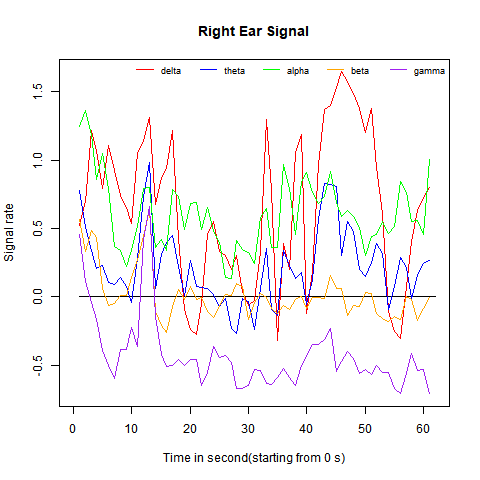 Right Ear Signal
delta theta alpha beta gamma
Signal rate
1.5
1.0
0.5
0.0
-0.5
0 10 20 30 40 50 60
Time in second(starting from 0 s)